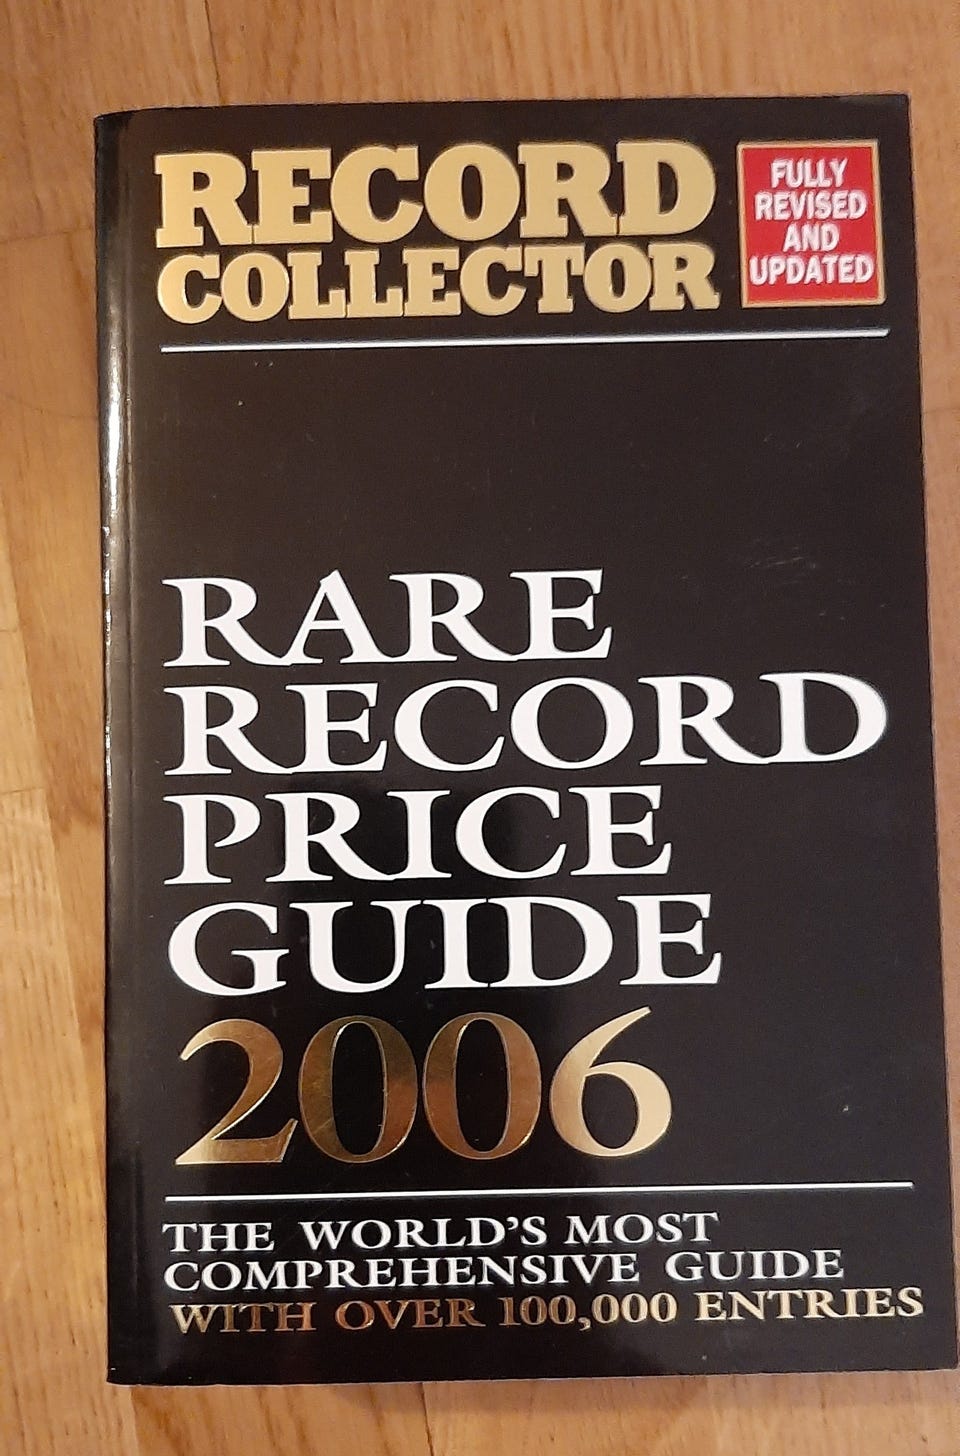 RECORD
COLLECTOR
FULLY
REVISED
AND
UPDATED
RARE
RECORD
PRICE
GUIDE
2006
THE WORLD'S MOST
COMPREHENSIVE GUIDE
WITH OVER 100,000 ENTRIES